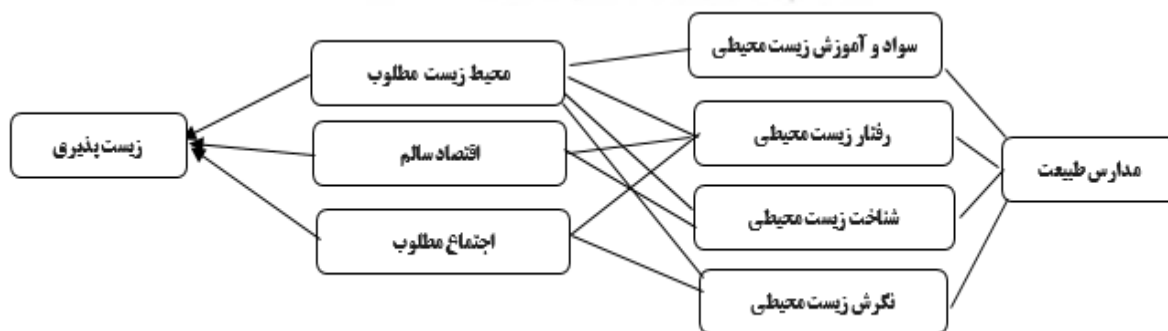 مدارس طبیعت
سواد و آموزش زیست محیطی
رفتار زیست محیطی
شناخت زیست محیطی
نگرش زیست محیطی
محیط زیست مطلوب
اقتصاد سالم
اجتماع مطلوب
زیست پذیری